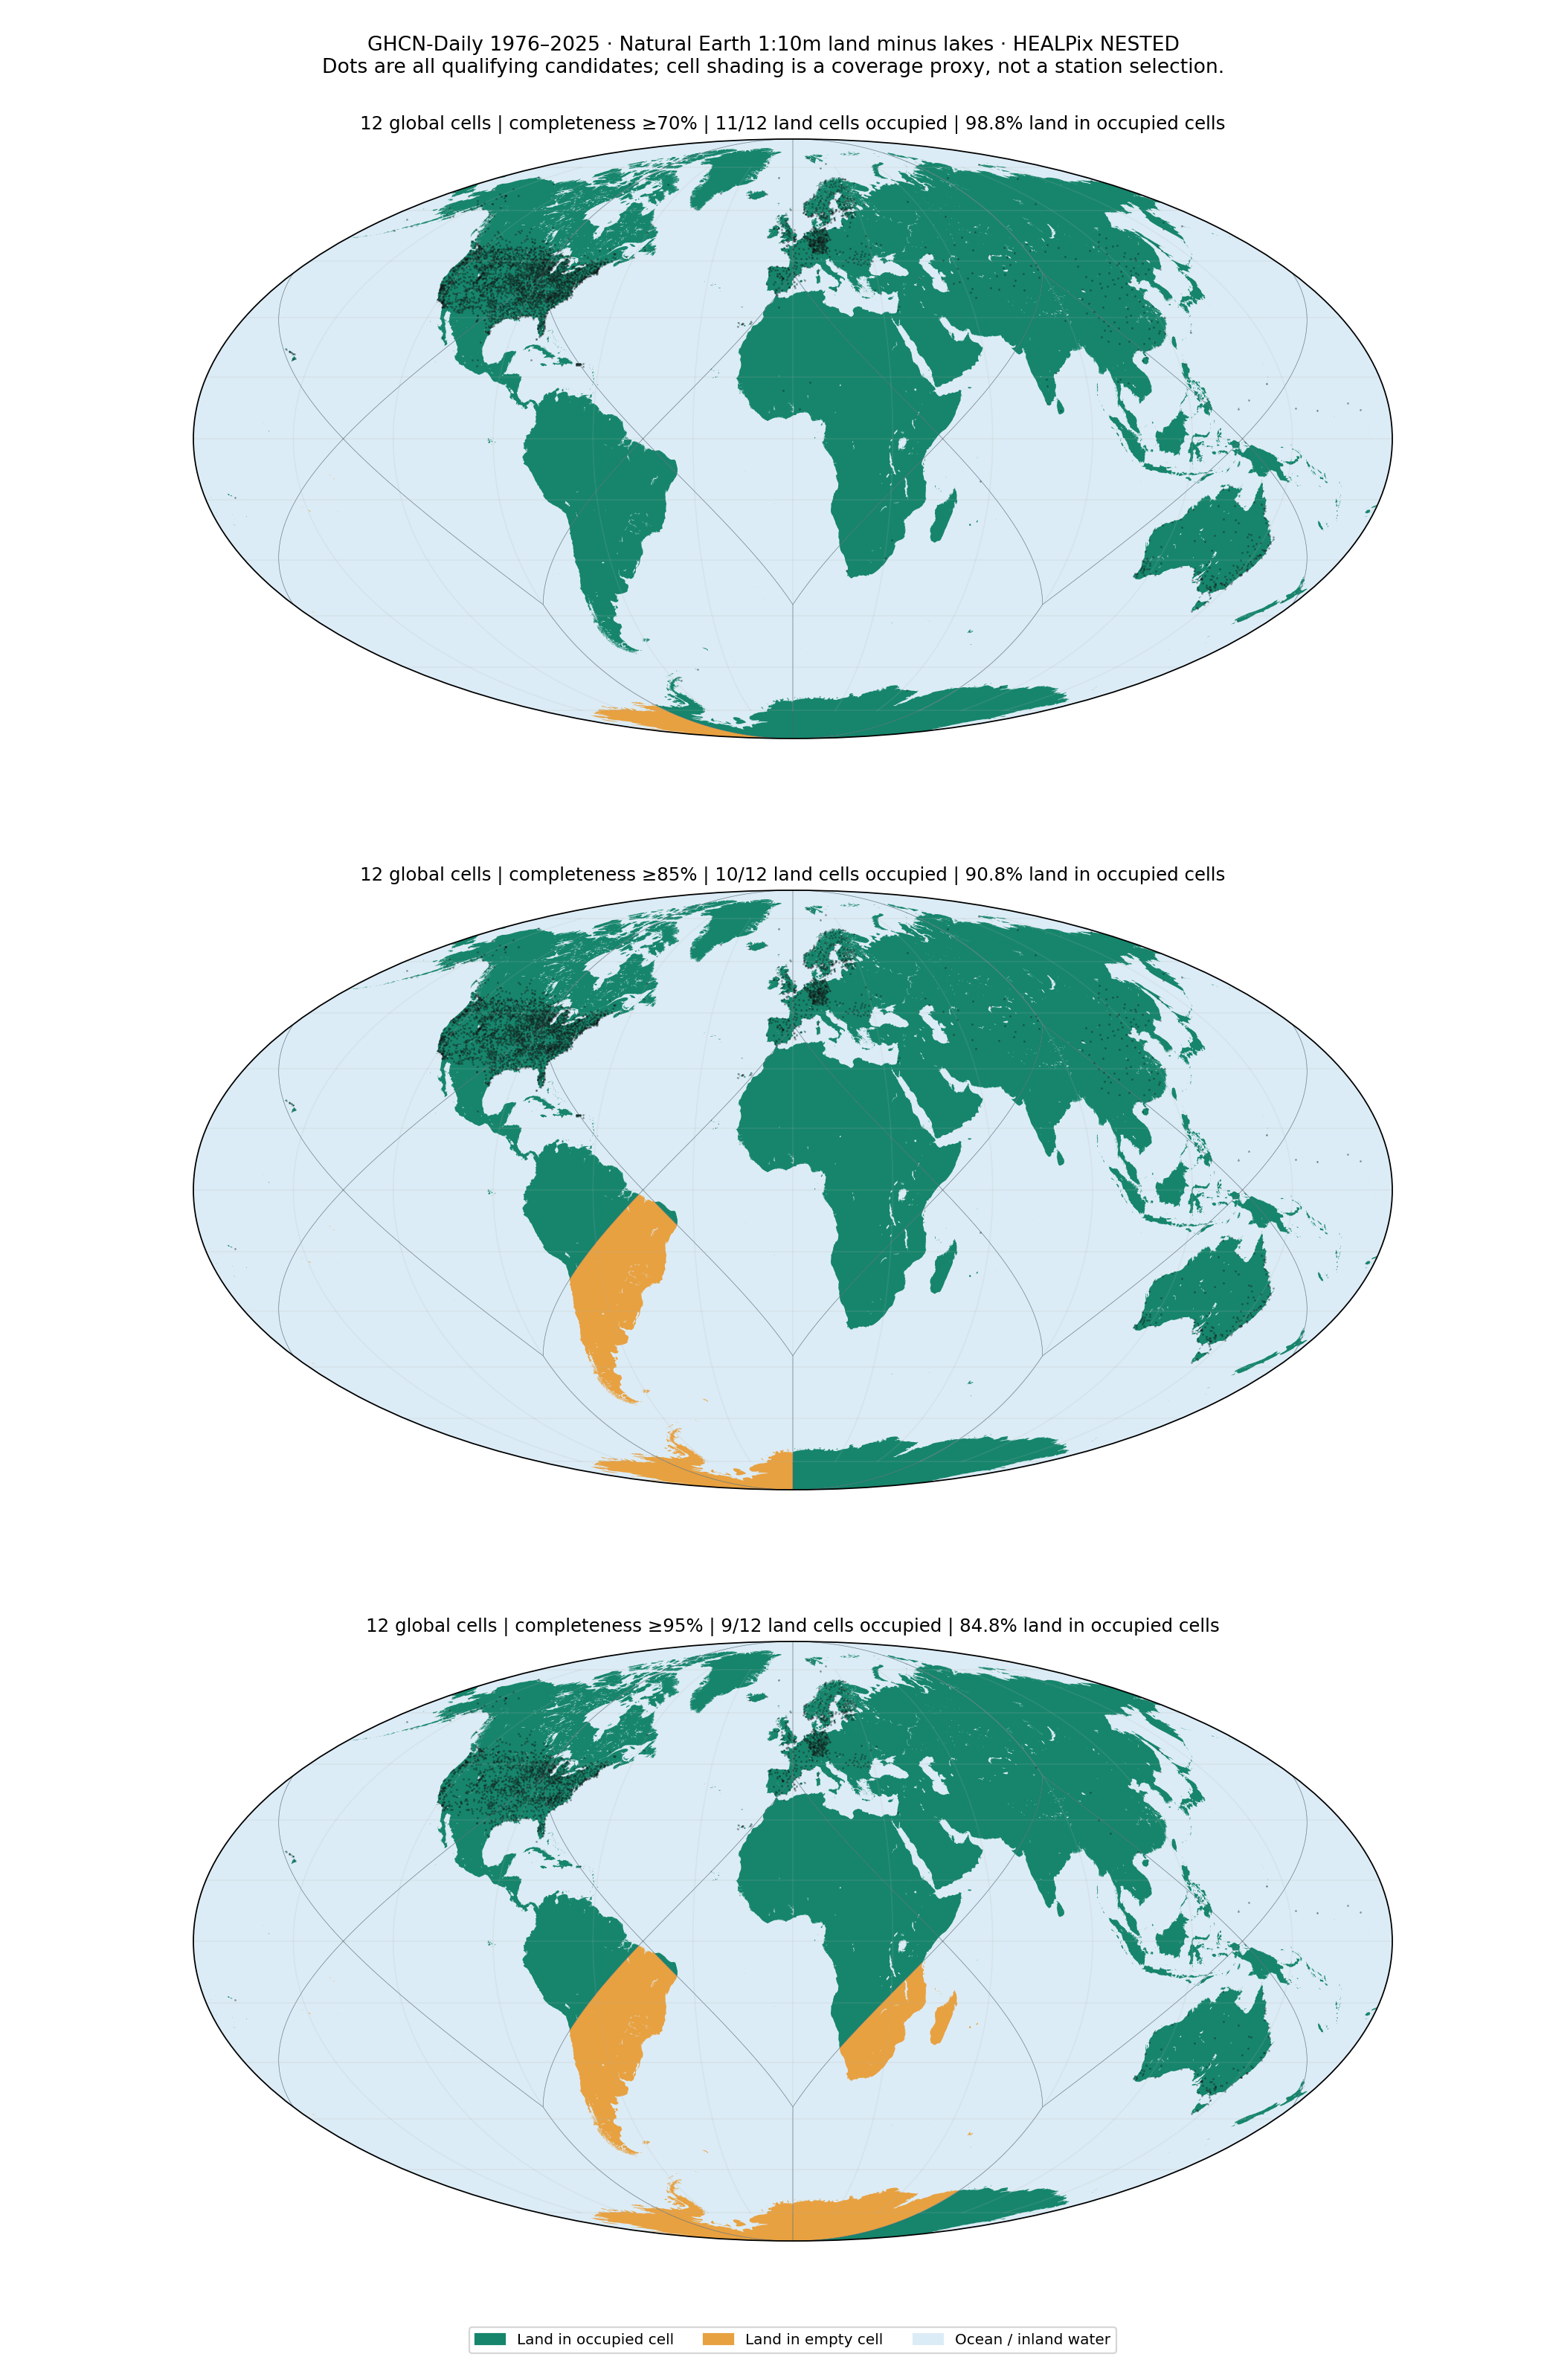 GHCN-Daily 1976–2025 · Natural Earth 1:10m land minus lakes · HEALPix NESTED
Dots are all qualifying candidates; cell shading is a coverage proxy, not a station selection.
12 global cells | completeness ≥70% | 11/12 land cells occupied | 98.8% land in occupied cells
12 global cells | completeness ≥85% | 10/12 land cells occupied | 90.8% land in occupied cells
12 global cells | completeness ≥95% | 9/12 land cells occupied | 84.8% land in occupied cells
Land in occupied cell
Land in empty cell
Ocean / inland water